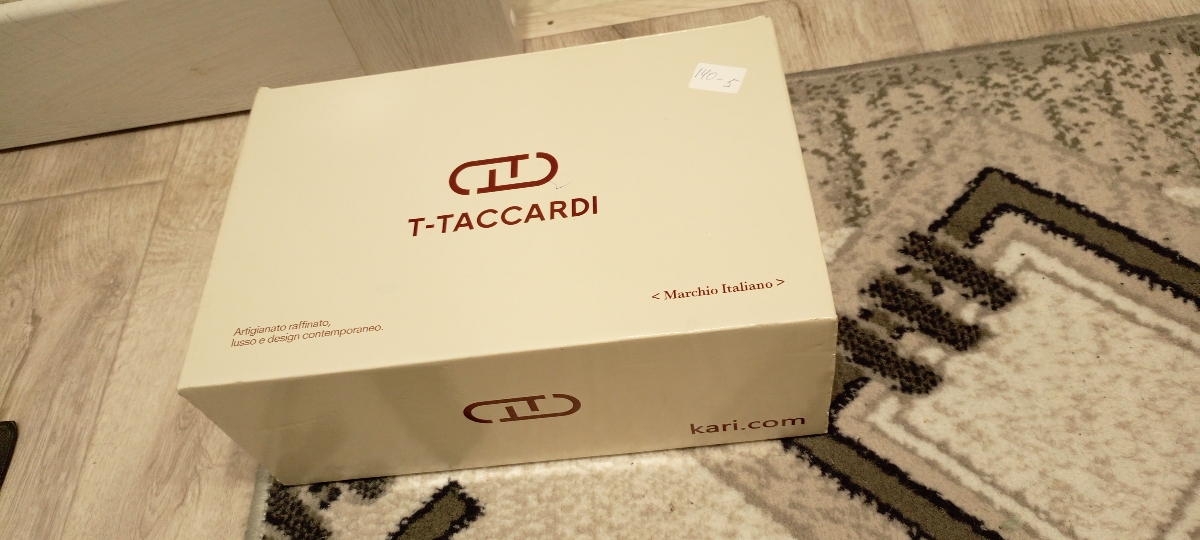 140-5
T-TACCARDI
< Marchio Italiano >
Artigianato raffinato,
lusso e design contemporaneo.
kari.com